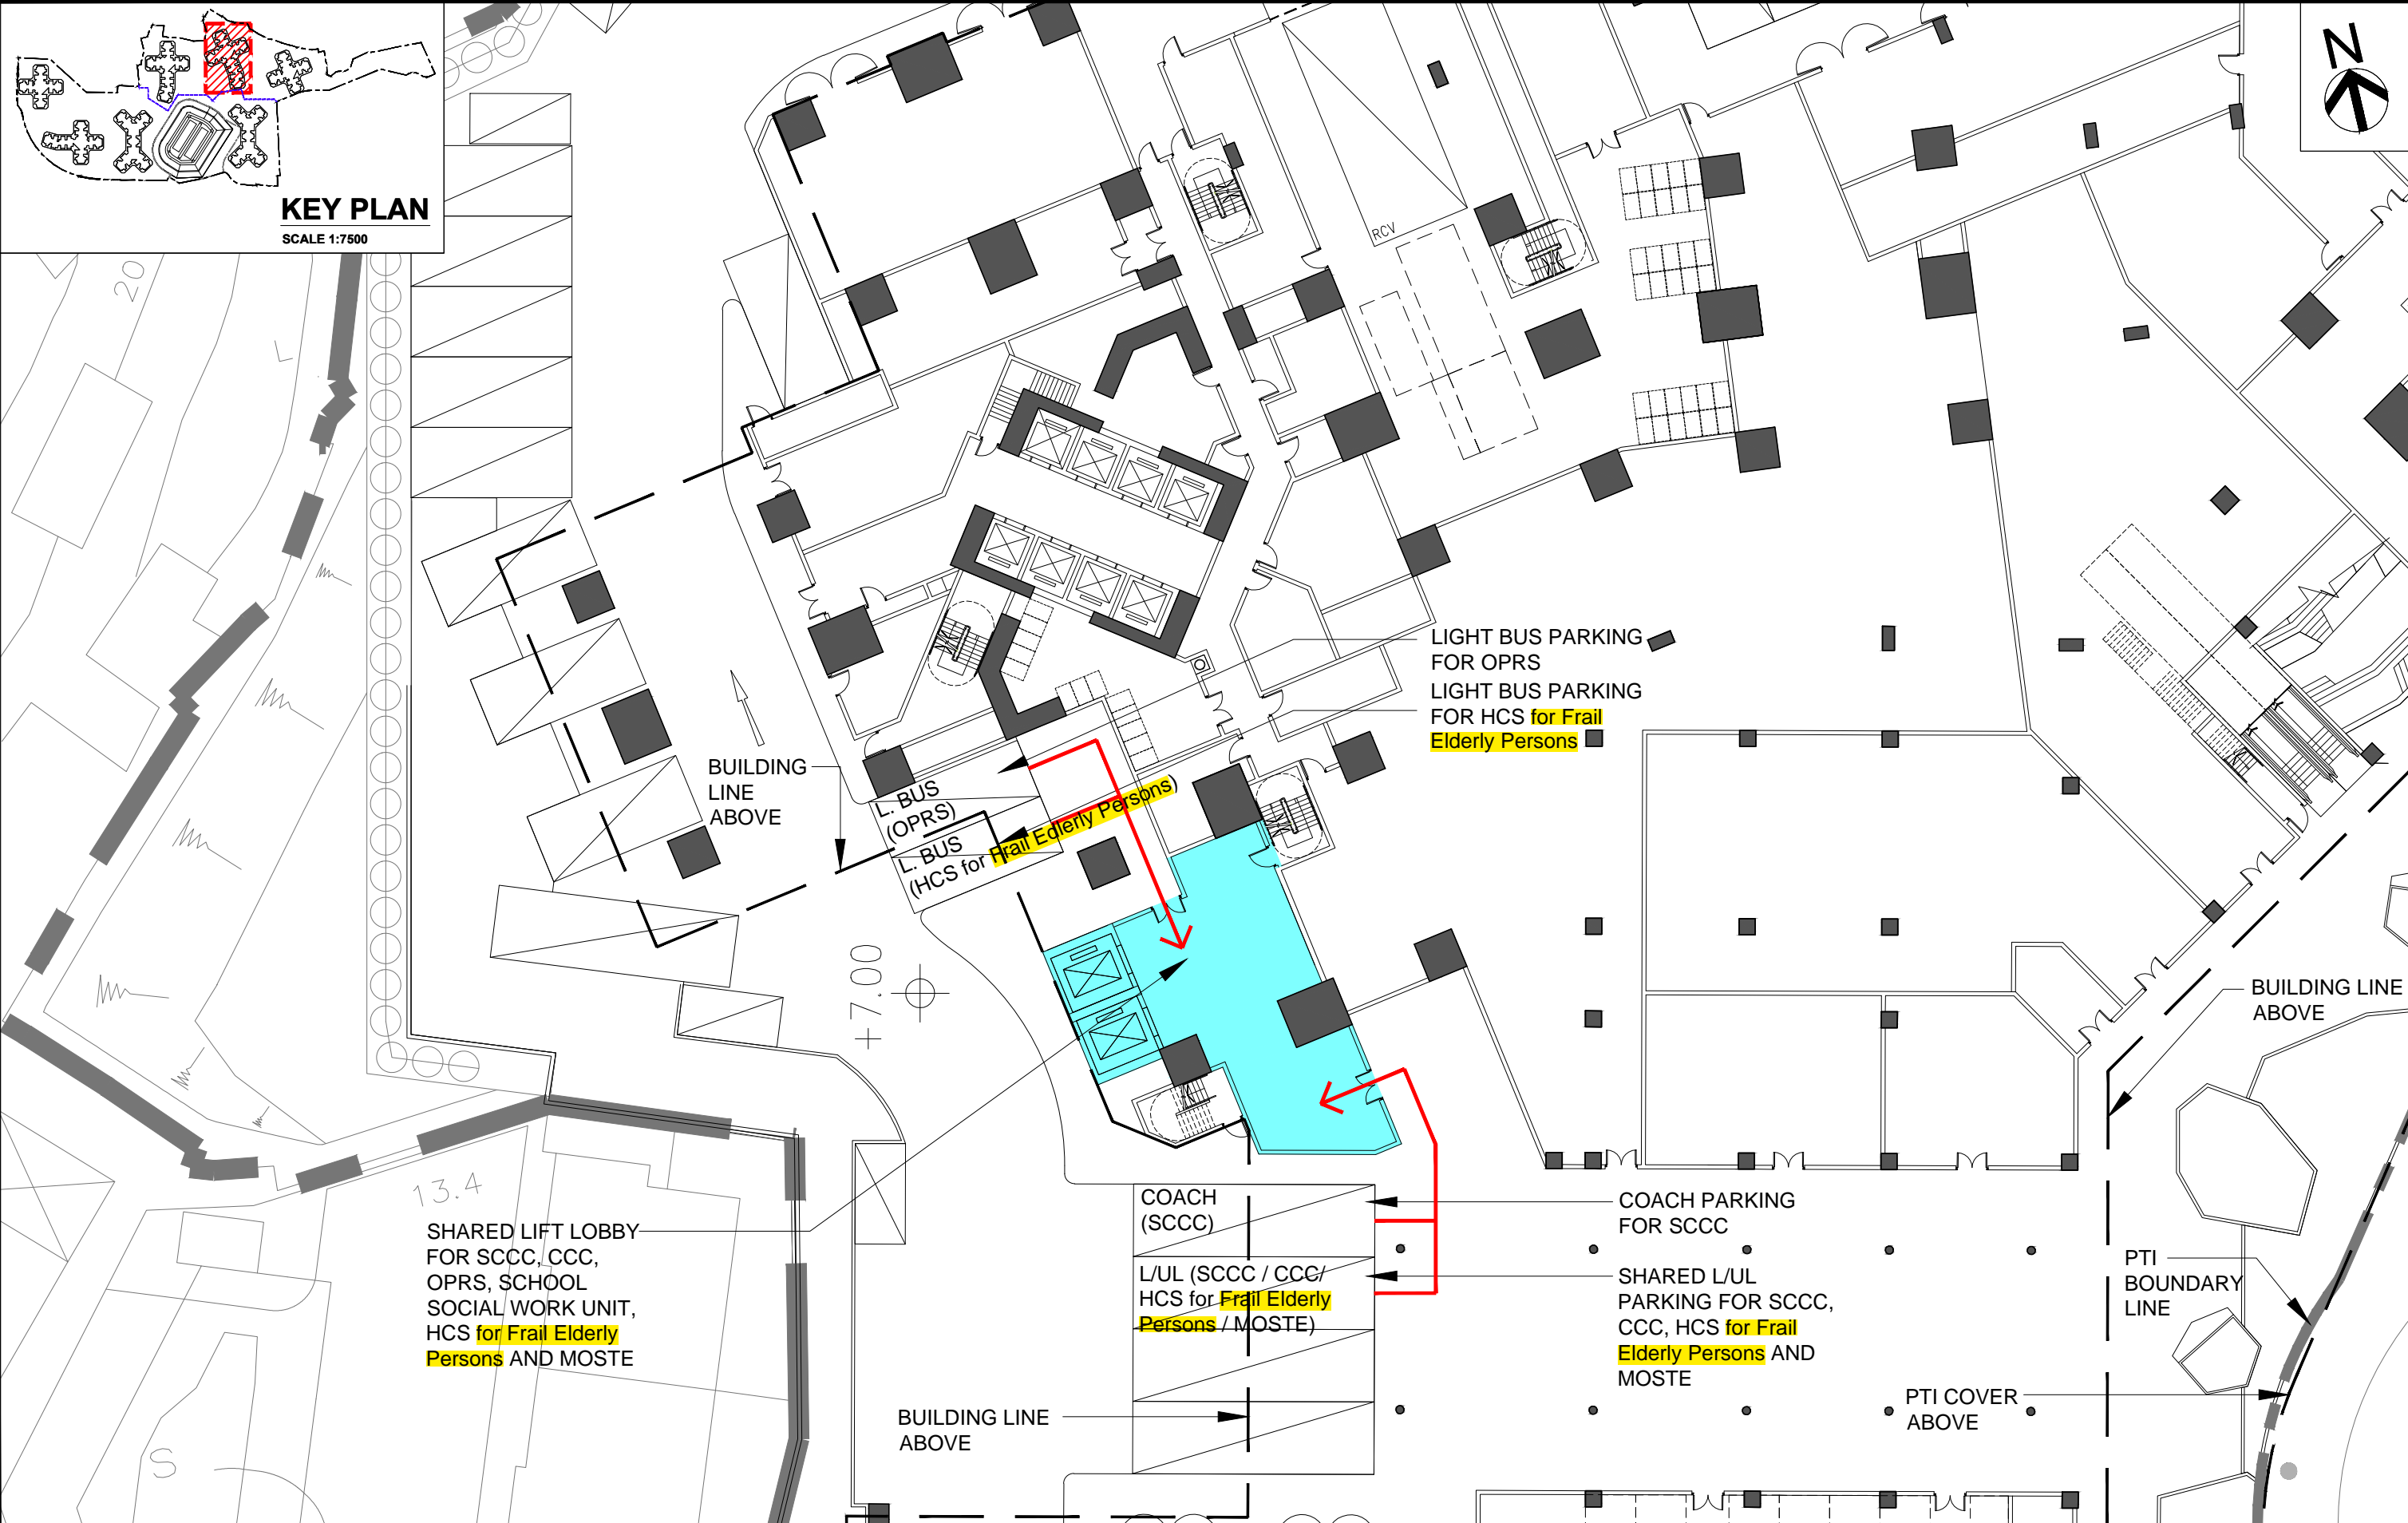 KEY PLAN
SCALE 1:7500
N
20
RCV
LIGHT BUS PARKING
FOR OPRS
LIGHT BUS PARKING
FOR HCS for Frail
Elderly Persons
BUILDING
LINE
ABOVE
L. BUS
(OPRS)
L. BUS
(HCS for Frail Edlerly Persons)
+7.00
BUILDING LINE
ABOVE
13.4
SHARED LIFT LOBBY
FOR SCCC, CCC,
OPRS, SCHOOL
SOCIAL WORK UNIT,
HCS for Frail Elderly
Persons AND MOSTE
COACH
(SCCC)
L/UL (SCCC / CCC/
HCS for Frail Elderly
Persons / MOSTE)
COACH PARKING
FOR SCCC
SHARED L/UL
PARKING FOR SCCC,
CCC, HCS for Frail
Elderly Persons AND
MOSTE
PTI
BOUNDARY
LINE
PTI COVER
ABOVE
BUILDING LINE
ABOVE
S